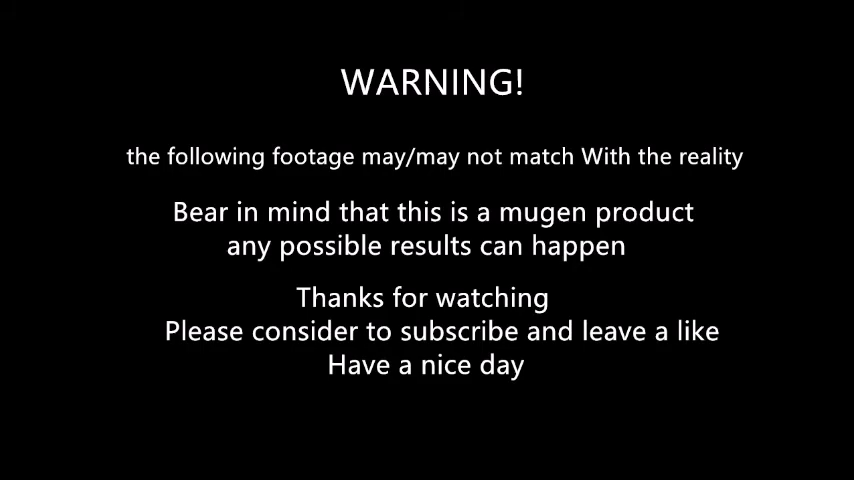 WARNING!
the following footage may/may not match With the reality
Bear in mind that this is a mugen product
any possible results can happen
Thanks for watching
Please consider to subscribe and leave a like
Have a nice day